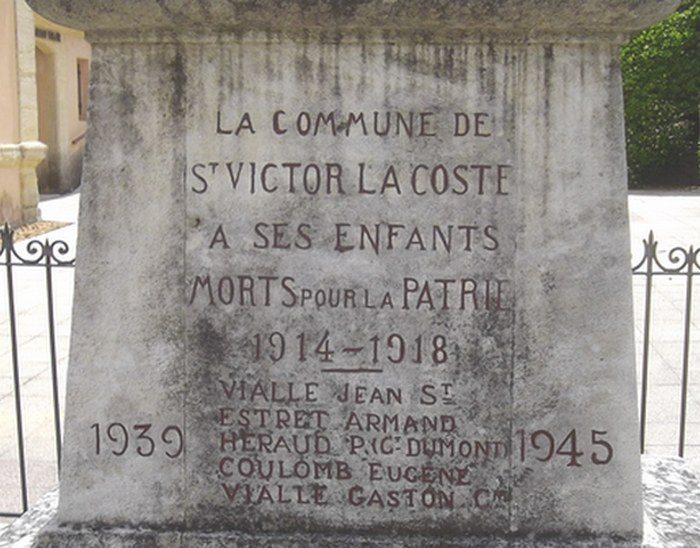 LA COMMUNE DE
ST VICTOR LA COSTE
A SES ENFANTS
MORTS POUR LA PATRIE
1914-1918
VIALLE JEAN ST
ESTRET ARMAND
HERAUD P. (GT DUMONT)
COULOMB EUGENE
VIALLE GASTON
1939
1945